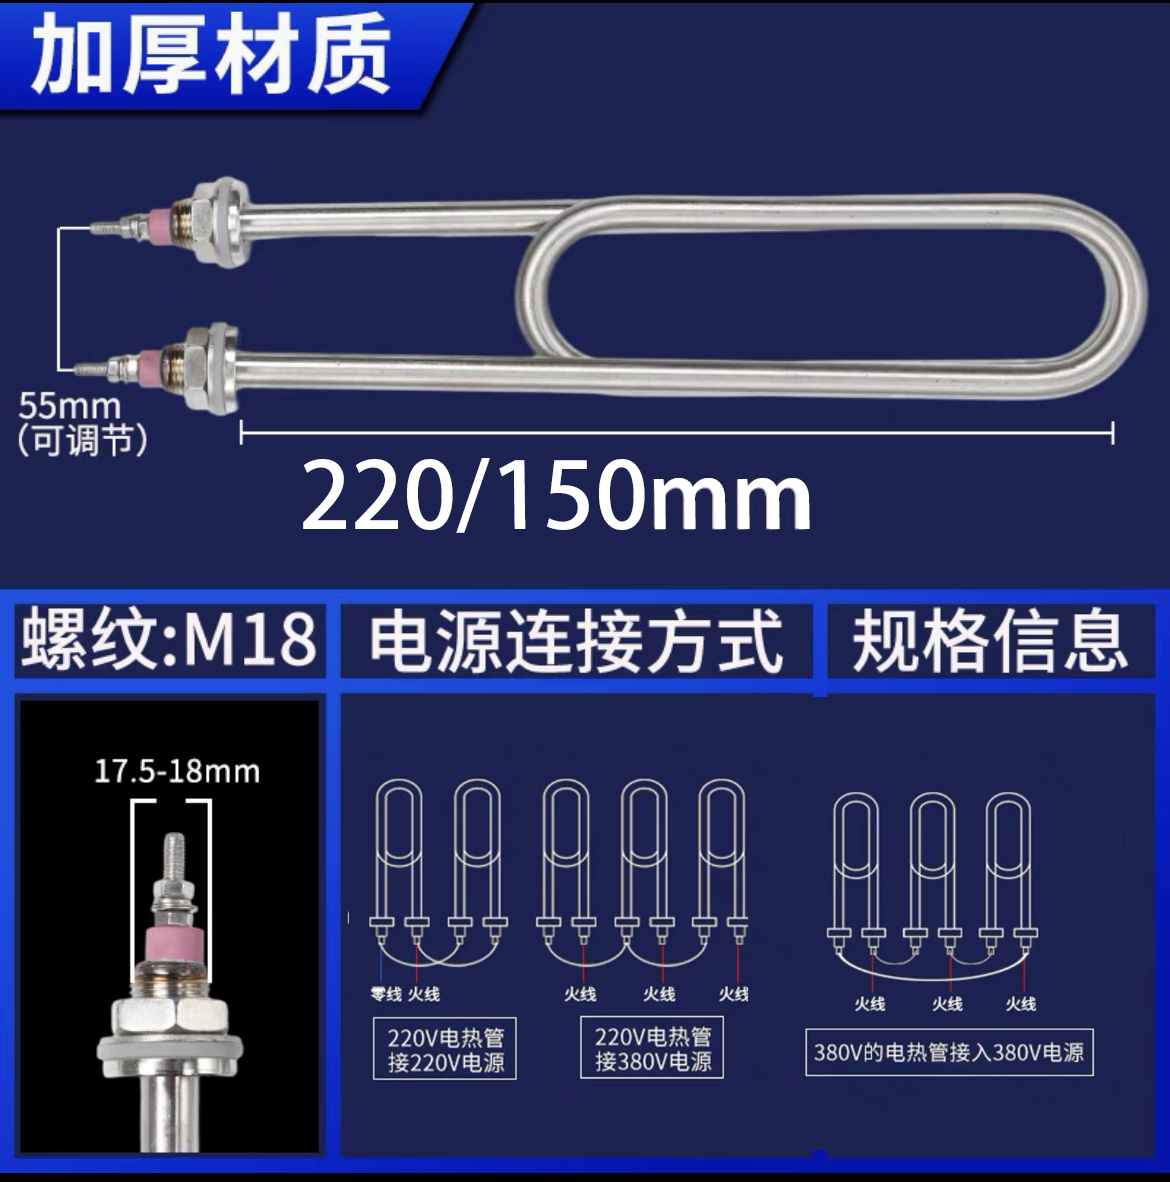 加厚材质
55mm
（可调节）
220/150mm
螺纹:M18
电源连接方式
规格信息
17.5-18mm
零线 火线
火线 火线 火线
火线 火线 火线
220V电热管
接220V电源
220V电热管
接380V电源
380V的电热管接入380V电源